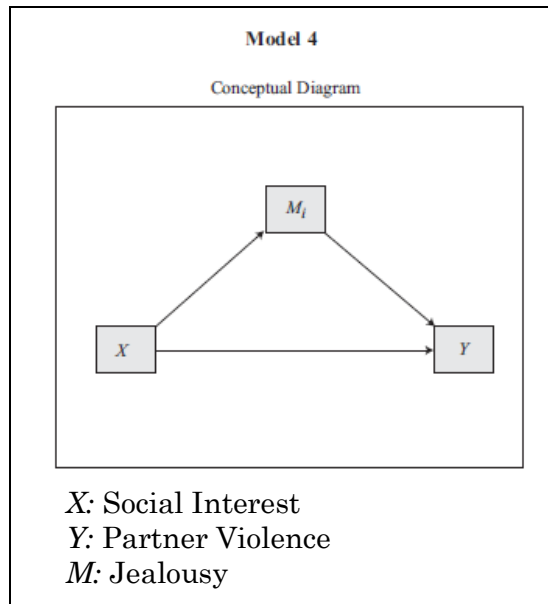 Model 4
Conceptual Diagram
Mi
X
Y
X: Social Interest
Y: Partner Violence
M: Jealousy